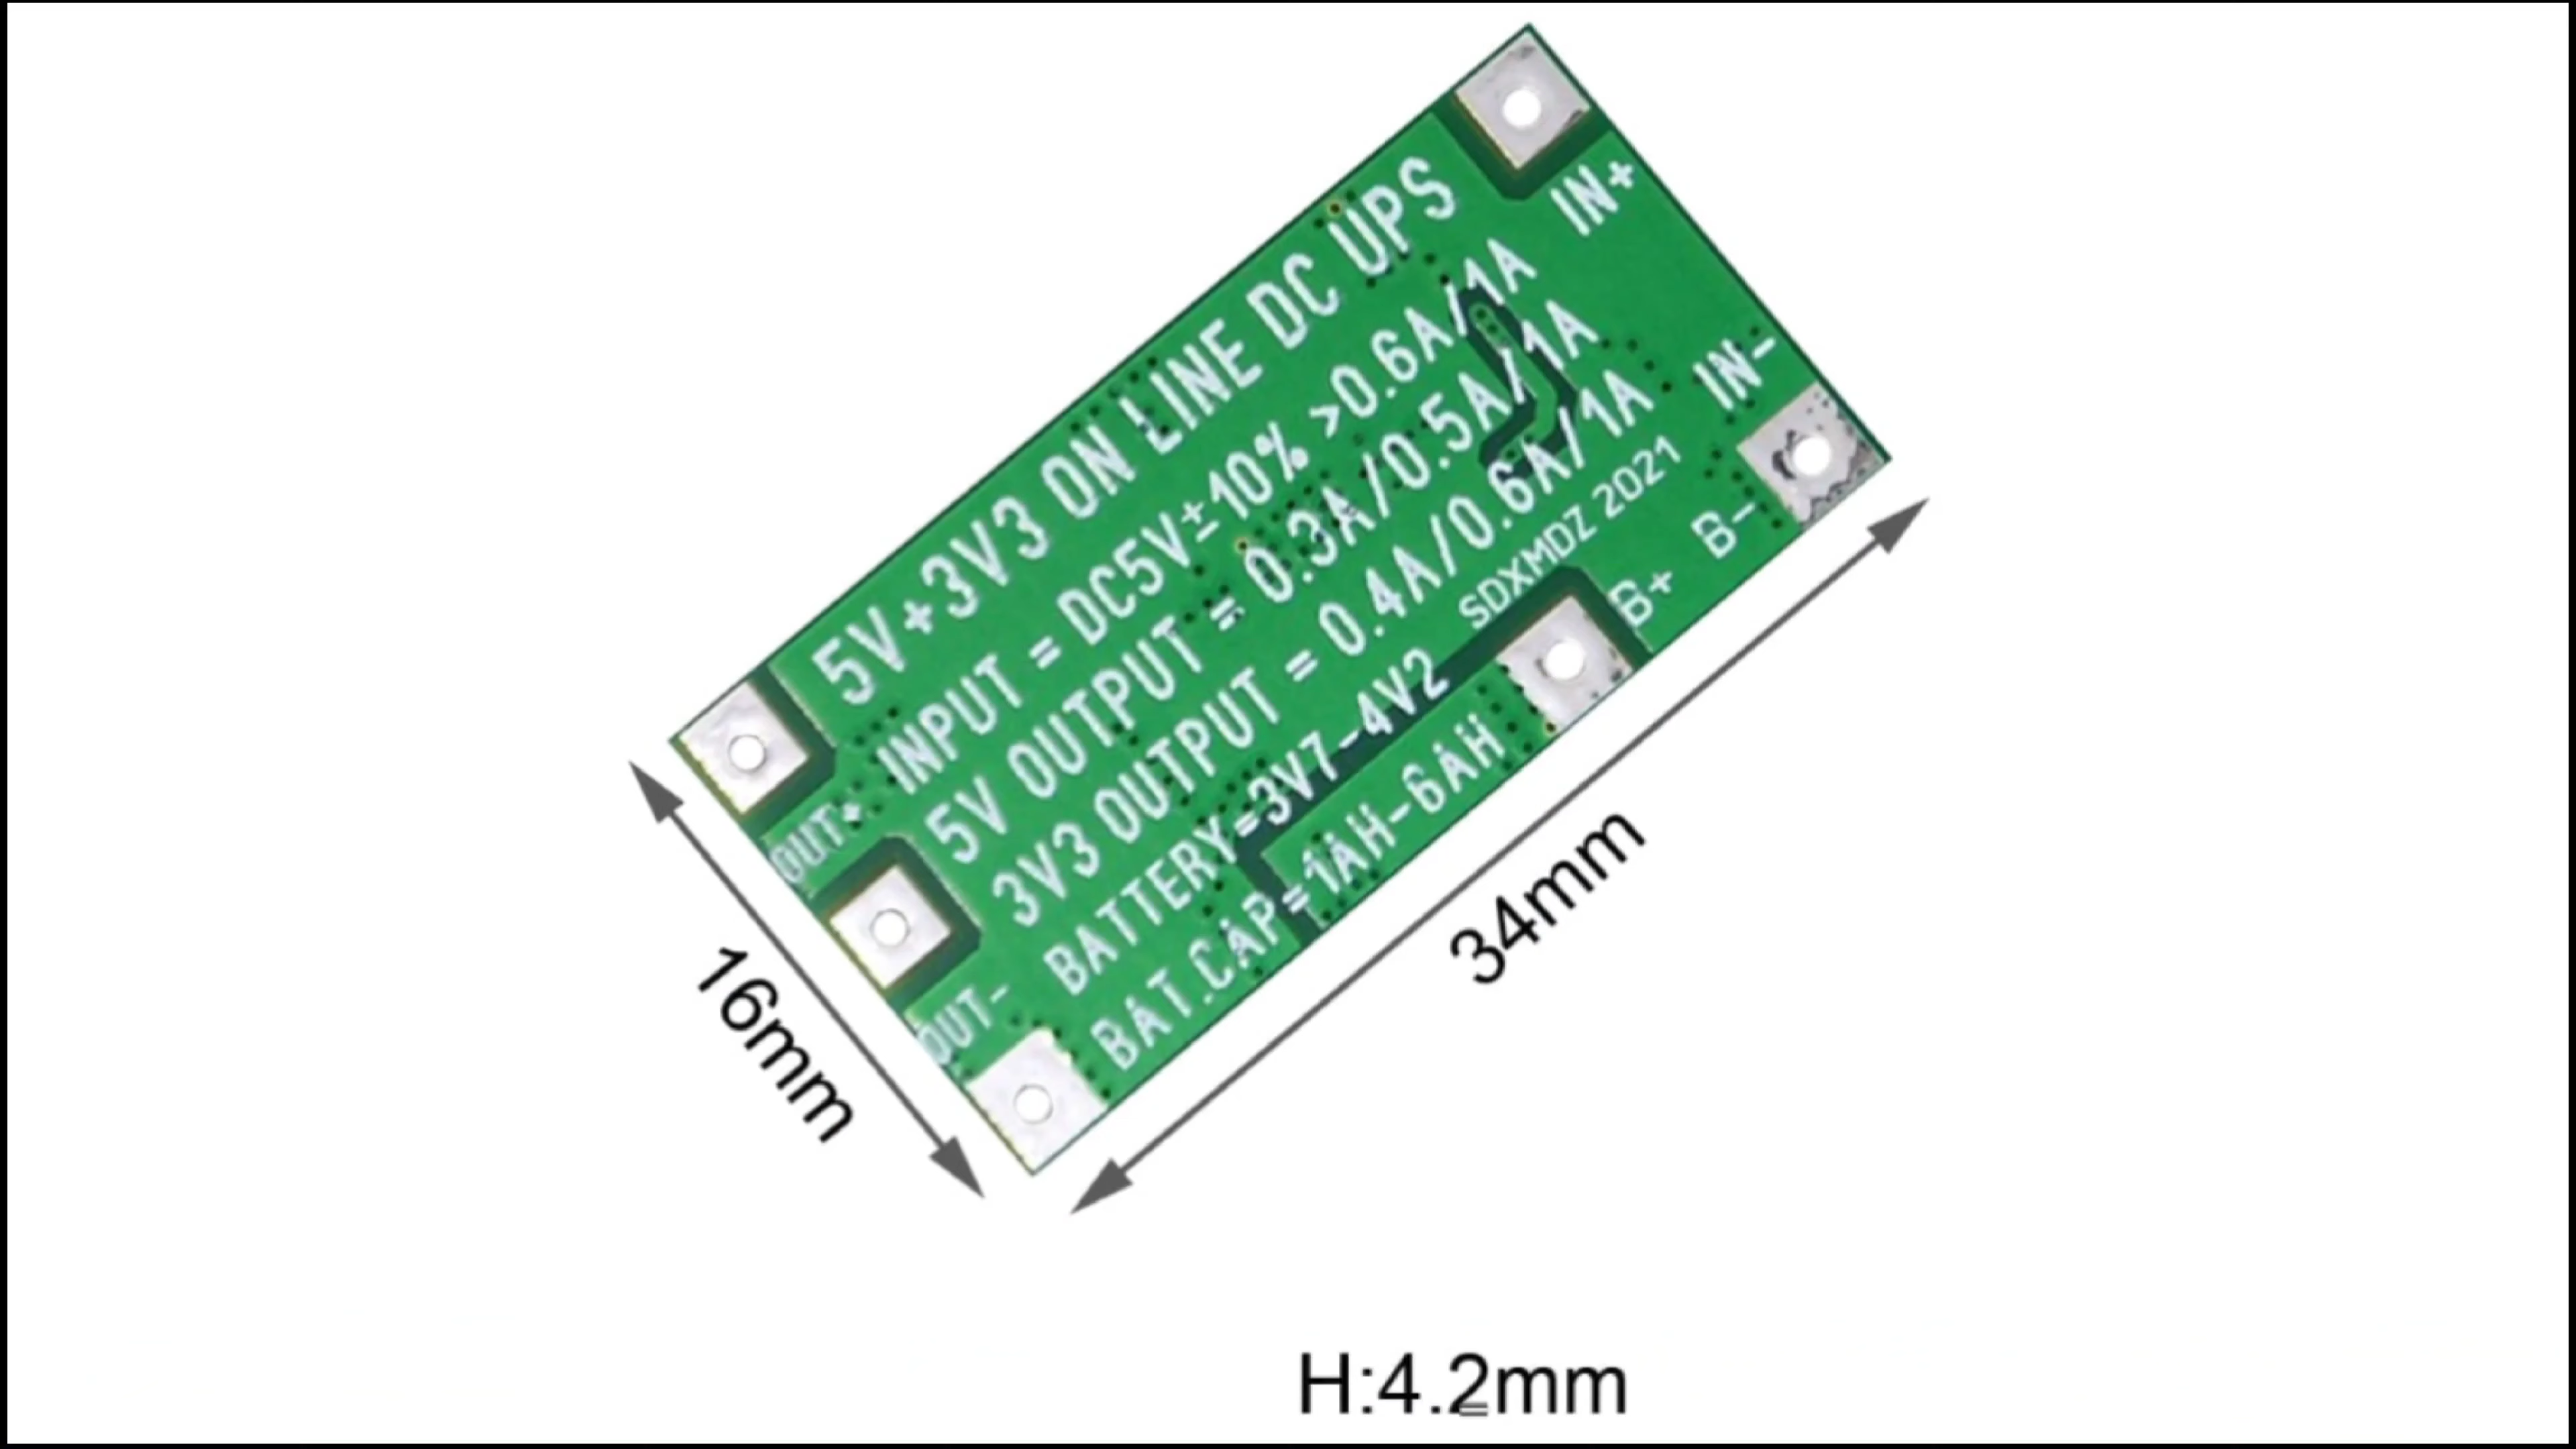 IN+
5V+3V3 ON LINE DC UPS
INPUT = DC5V±10% >0.6A/1A
5V OUTPUT = 0.3A/0.5A/1A
3V3 OUTPUT = 0.4A/0.6A/1A
SDXMDZ 2021
BATTERY=3V7-4V2
BAT.CAP=1AH-6AH
IN-
B-
B+
OUT+
OUT-
16mm
34mm
H:4.2mm